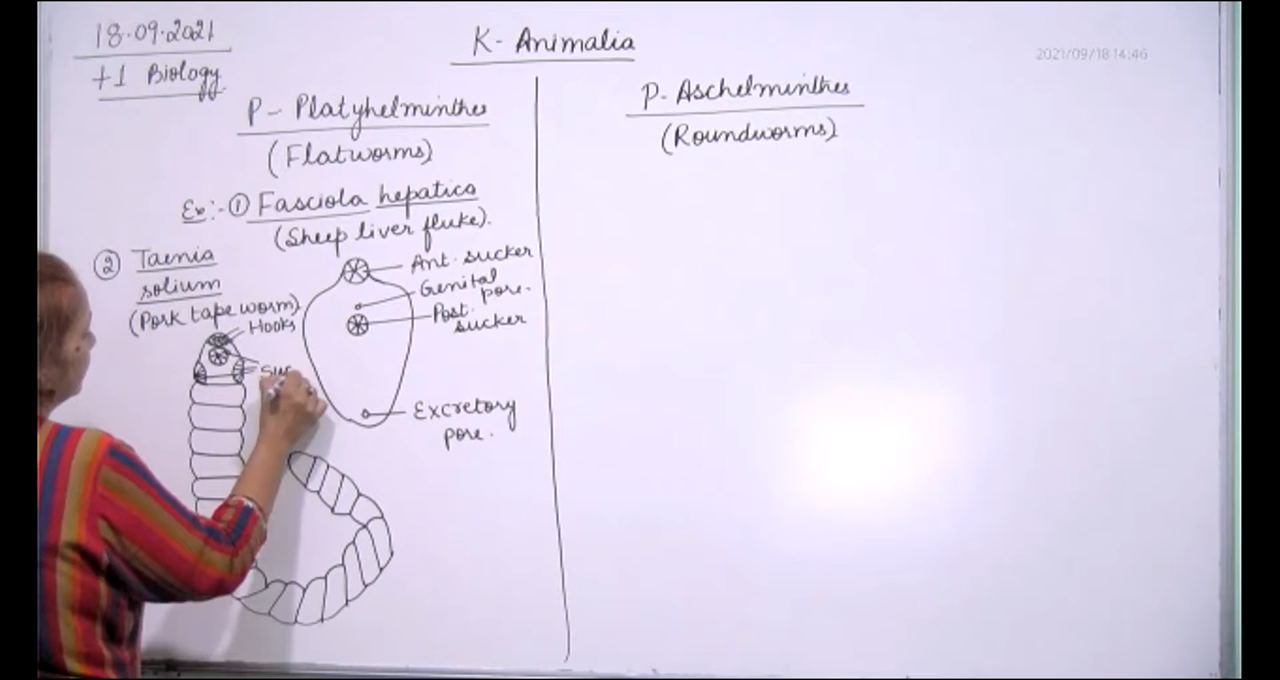 18.09.2021
+1 Biology
K- Animalia
2021/09/18 14:46
P- Platyhelminthes
(Flatworms)
Ex:- ① Fasciola hepatica
(Sheep liver fluke).
Ant. sucker
Genital
pore.
Post.
sucker
Excretory
pore.
② Taenia
solium
(Pork tape worm)
Hooks
Suc
P- Aschelminthes
(Roundworms)